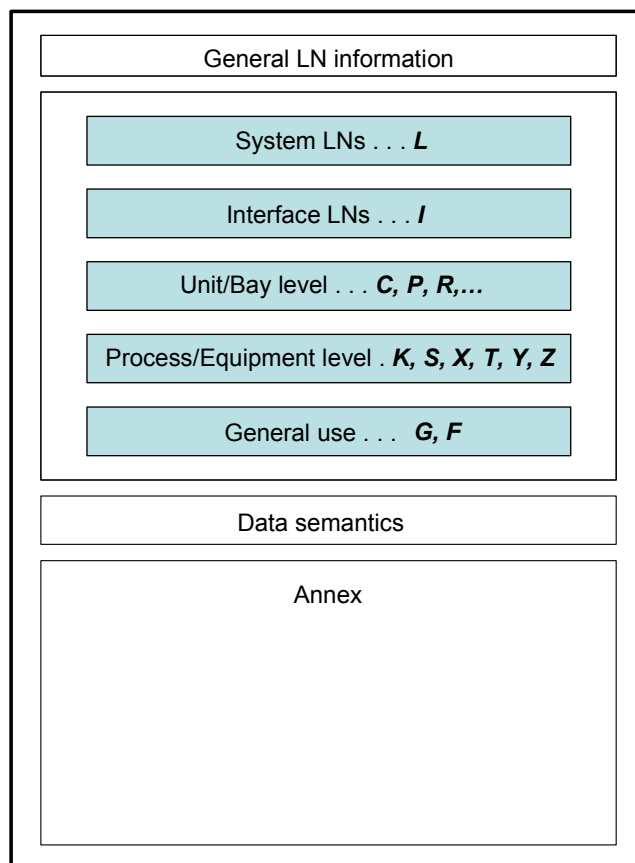 General LN information
System LNs . . . L
Interface LNs . . . I
Unit/Bay level . . . C, P, R,...
Process/Equipment level . K, S, X, T, Y, Z
General use . . . G, F
Data semantics
Annex